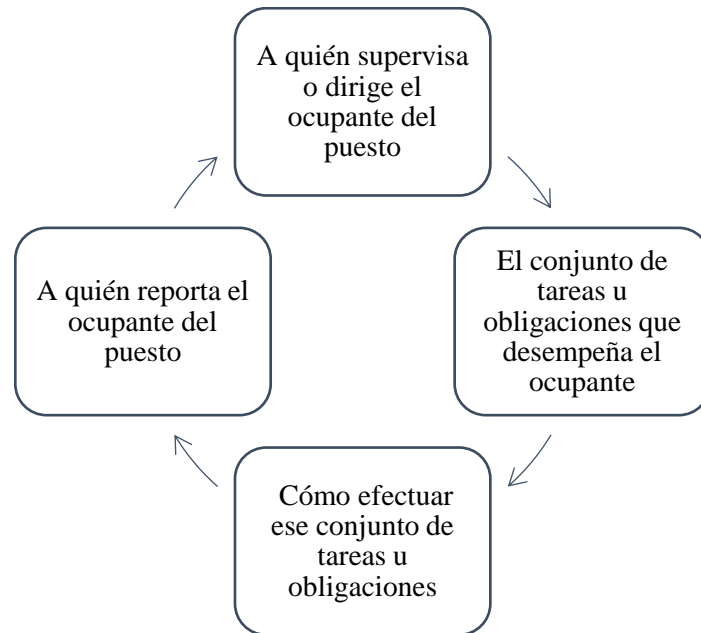 A quién supervisa
o dirige el
ocupante del
puesto
El conjunto de
tareas u
obligaciones que
desempeña el
ocupante
Cómo efectuar
ese conjunto de
tareas u
obligaciones
A quién reporta el
ocupante del
puesto